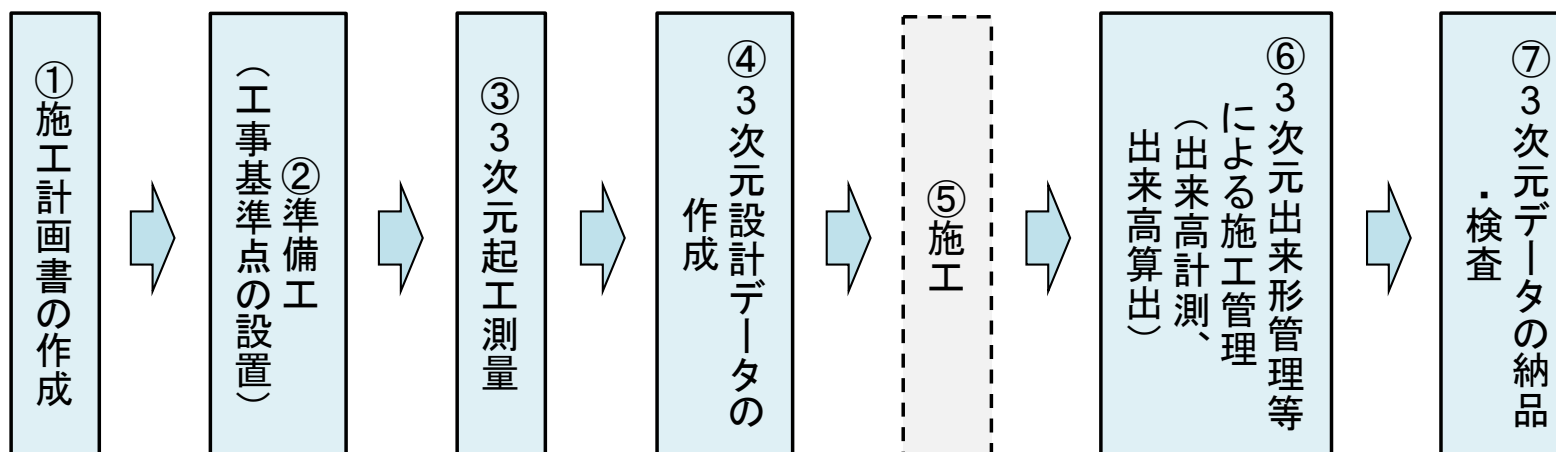 ①施工計画書の作成
②準備工
（工事基準点の設置）
③３次元起工測量
④３次元設計データの
作成
⑤施工
⑥３次元出来形管理等
による施工管理
（出来高計測、
出来高算出）
⑦３次元データの納品
・検査